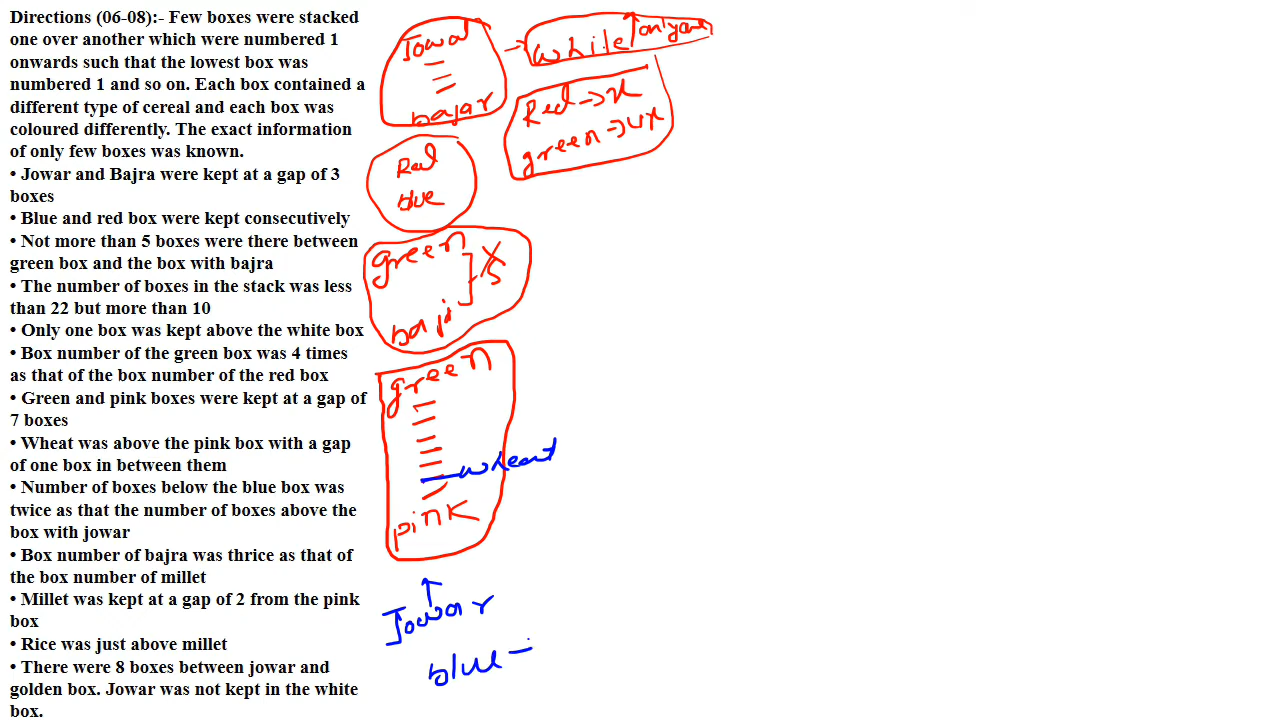 Directions (06-08):- Few boxes were stacked
one over another which were numbered 1
onwards such that the lowest box was
numbered 1 and so on. Each box contained a
different type of cereal and each box was
coloured differently. The exact information
of only few boxes was known.
• Jowar and Bajra were kept at a gap of 3
boxes
• Blue and red box were kept consecutively
• Not more than 5 boxes were there between
green box and the box with bajra
• The number of boxes in the stack was less
than 22 but more than 10
• Only one box was kept above the white box
• Box number of the green box was 4 times
as that of the box number of the red box
• Green and pink boxes were kept at a gap of
7 boxes
• Wheat was above the pink box with a gap
of one box in between them
• Number of boxes below the blue box was
twice as that the number of boxes above the
box with jowar
• Box number of bajra was thrice as that of
the box number of millet
• Millet was kept at a gap of 2 from the pink
box
• Rice was just above millet
• There were 8 boxes between jowar and
golden box. Jowar was not kept in the white
box.
bajar
white
Red → x
green → 4x
Red
blue
green
green
wheat
pink
Jowar
blue -